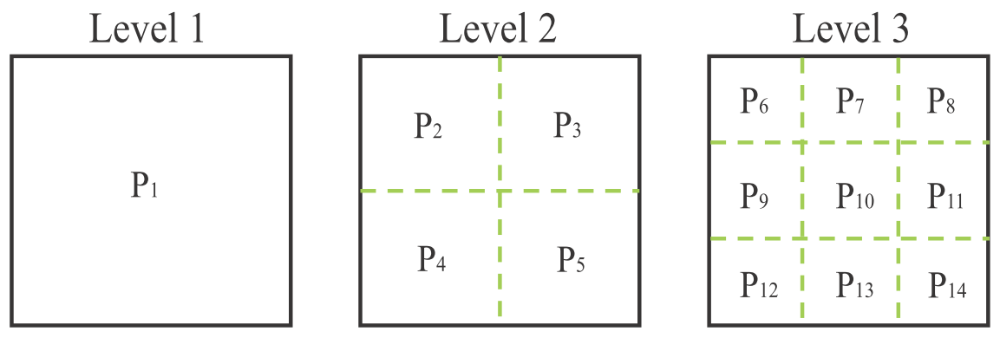 Level 1
Level 2
Level 3
P1
P2 P3
P4 P5
P6 P7 P8
P9 P10 P11
P12 P13 P14